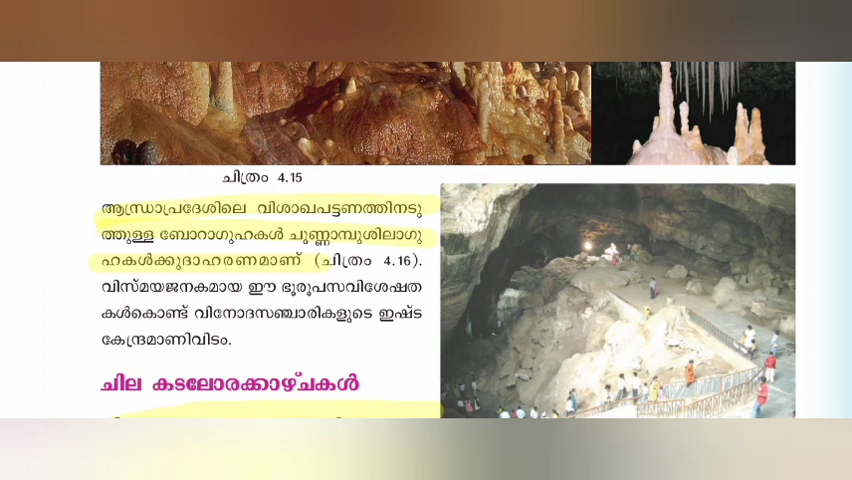 ചിത്രം 4.15
ആന്ധ്രാപ്രദേശിലെ വിശാഖപട്ടണത്തിനടു
ത്തുള്ള ബോറാഗുഹകൾ ചുണ്ണാമ്പുശിലാഗു
ഹകൾക്കുദാഹരണമാണ് (ചിത്രം 4.16).
വിസ്മയജനകമായ ഈ ഭൂരൂപസവിശേഷത
കൾകൊണ്ട് വിനോദസഞ്ചാരികളുടെ ഇഷ്ട
കേന്ദ്രമാണിവിടം.
ചില കടലോരക്കാഴ്ചകൾ